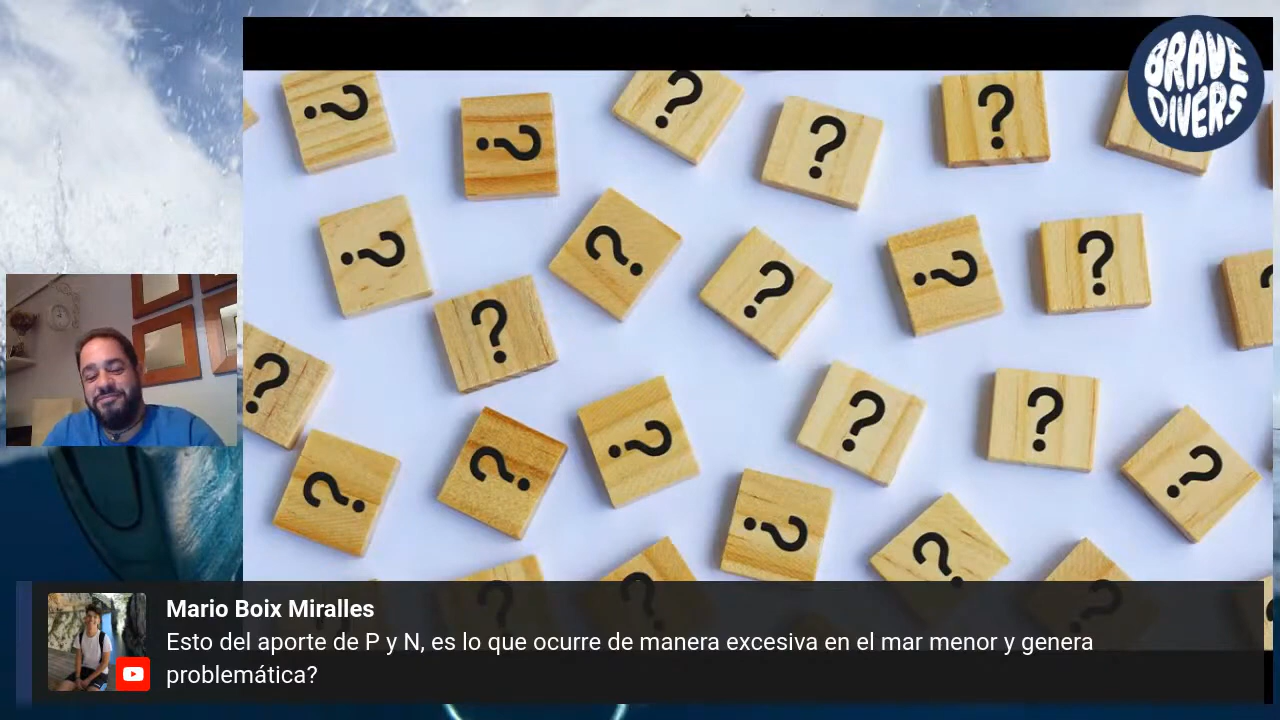 BRAVE
DIVERS
? ? ? ? ?
? ? ? ? ?
? ? ? ? ?
? ? ? ? ?
? ? ? ? ?
Mario Boix Miralles
Esto del aporte de P y N, es lo que ocurre de manera excesiva en el mar menor y genera
problemática?